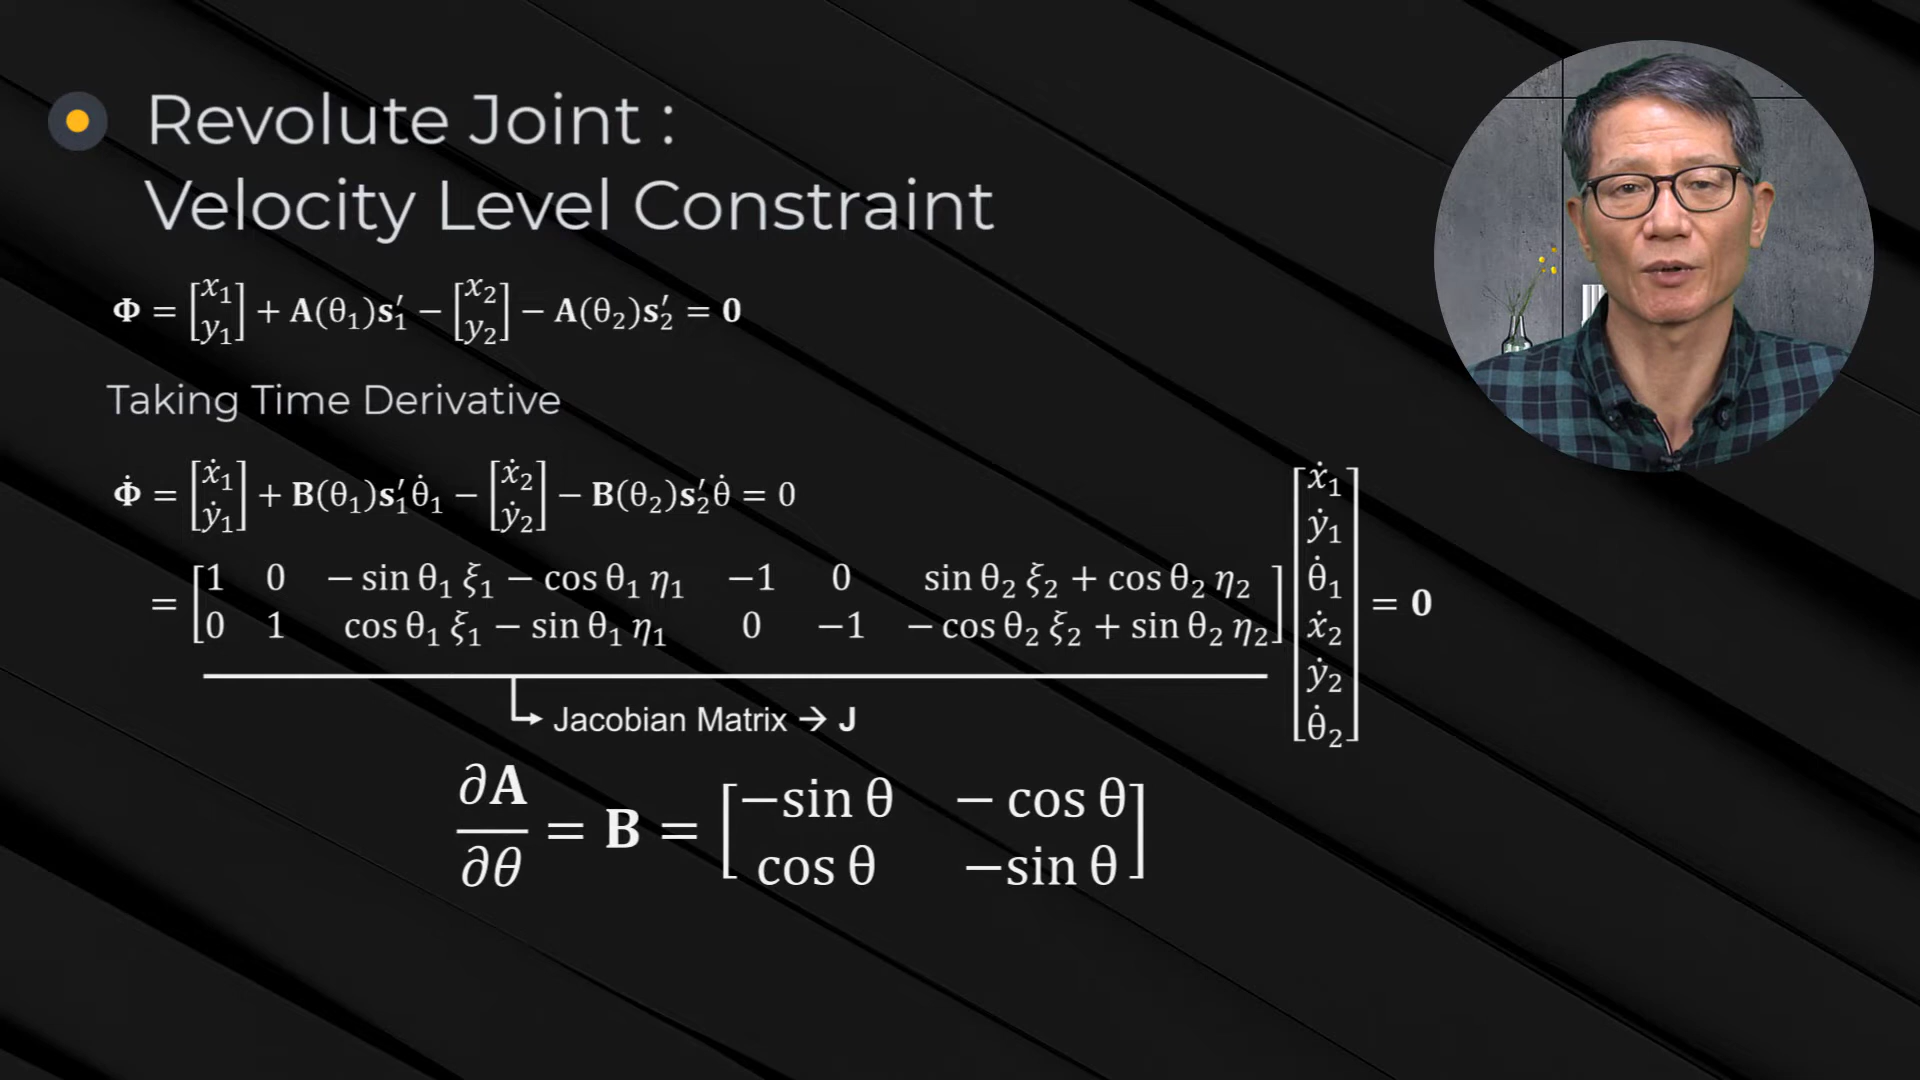 Revolute Joint :
Velocity Level Constraint
Φ = [x₁ y₁] + A(θ₁)s′₁ − [x₂ y₂] − A(θ₂)s′₂ = 0
Taking Time Derivative
Φ̇ = [ẋ₁ ẏ₁] + B(θ₁)s′₁θ̇₁ − [ẋ₂ ẏ₂] − B(θ₂)s′₂θ̇ = 0
= [1 0 − sin θ₁ ξ₁ − cos θ₁ η₁ −1 0 sin θ₂ ξ₂ + cos θ₂ η₂
0 1 cos θ₁ ξ₁ − sin θ₁ η₁ 0 −1 − cos θ₂ ξ₂ + sin θ₂ η₂] [ẋ₁ ẏ₁ θ̇₁ ẋ₂ ẏ₂ θ̇₂] = 0
Jacobian Matrix → J
∂A/∂θ = B = [−sin θ − cos θ
cos θ −sin θ]